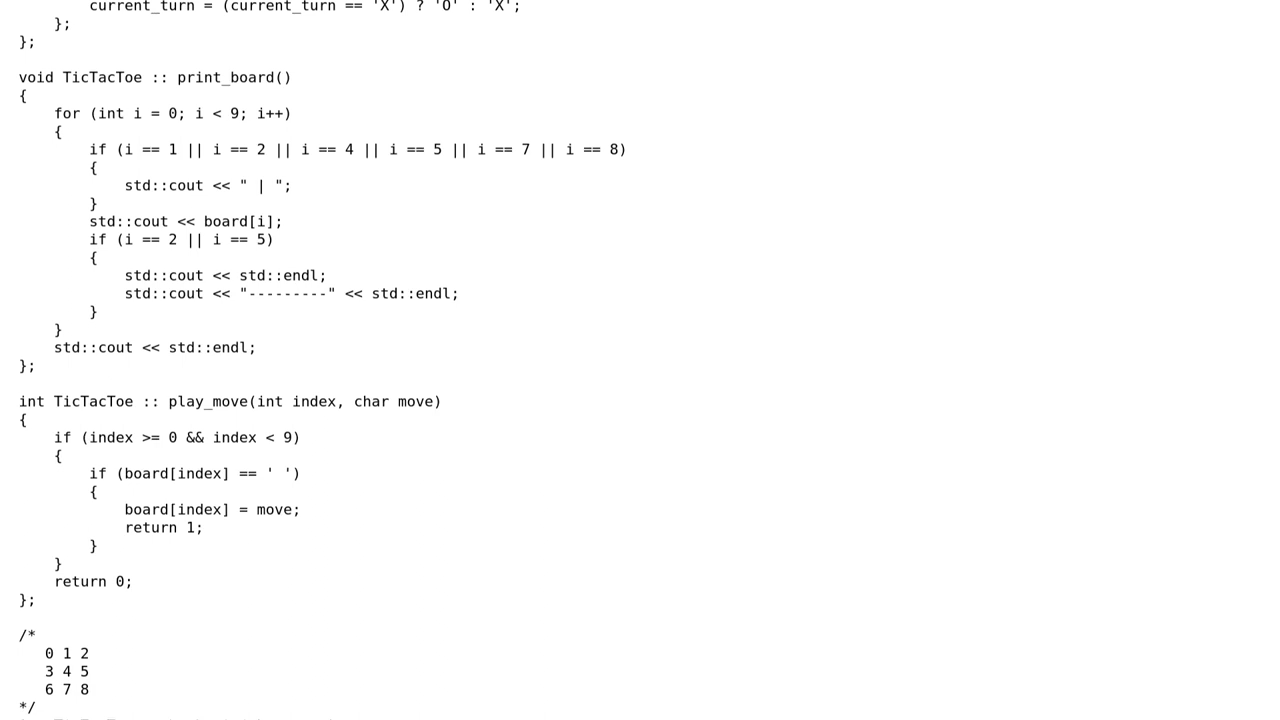 current_turn = (current_turn == 'X') ? 'O' : 'X';
    };
};

void TicTacToe :: print_board()
{
    for (int i = 0; i < 9; i++)
    {
        if (i == 1 || i == 2 || i == 4 || i == 5 || i == 7 || i == 8)
        {
            std::cout << " | ";
        }
        std::cout << board[i];
        if (i == 2 || i == 5)
        {
            std::cout << std::endl;
            std::cout << "---------" << std::endl;
        }
    }
    std::cout << std::endl;
};

int TicTacToe :: play_move(int index, char move)
{
    if (index >= 0 && index < 9)
    {
        if (board[index] == ' ')
        {
            board[index] = move;
            return 1;
        }
    }
    return 0;
};

/*
   0 1 2
   3 4 5
   6 7 8
*/